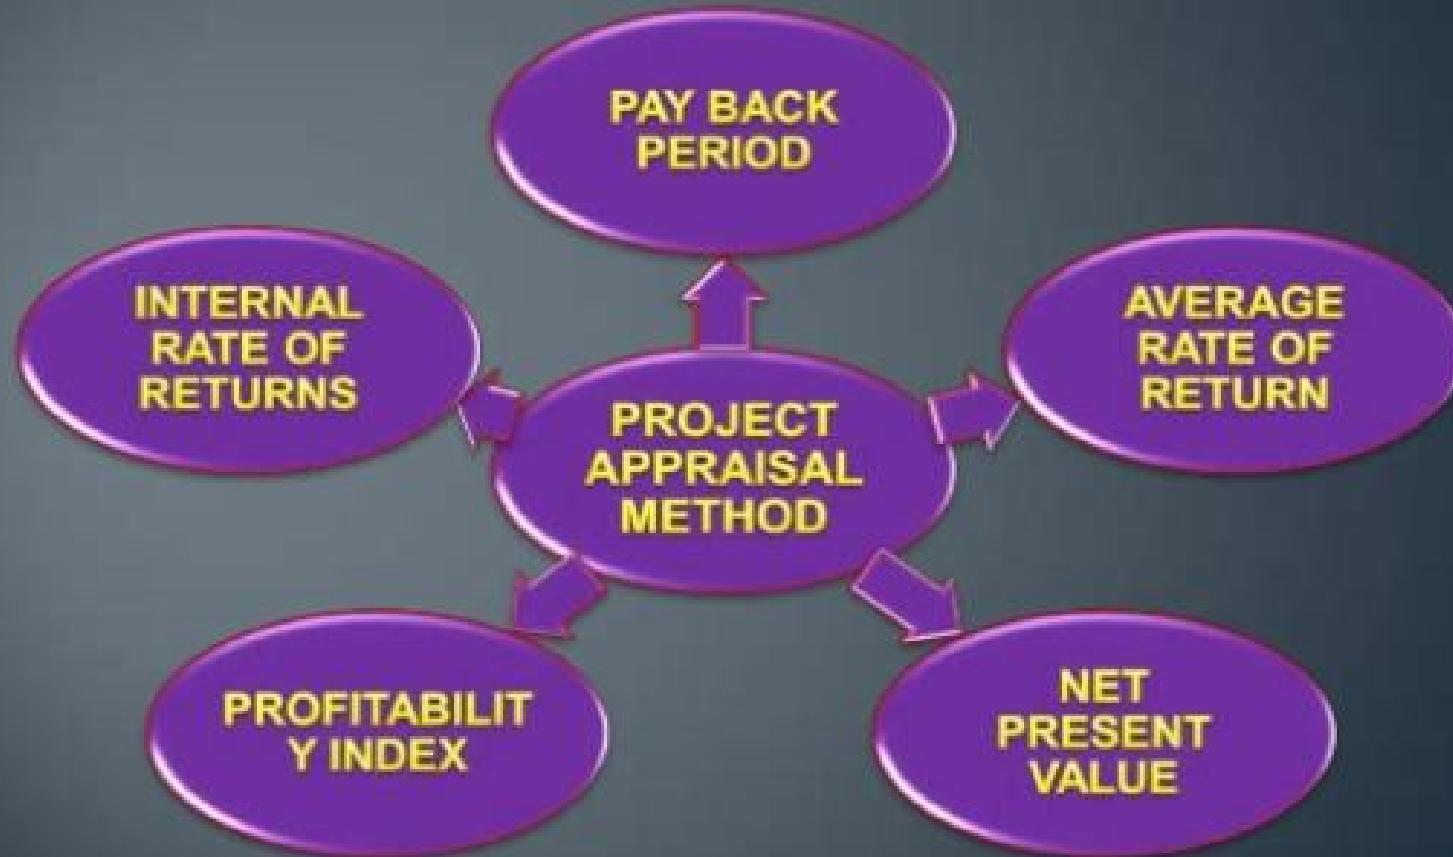 PAY BACK
PERIOD
INTERNAL
RATE OF
RETURNS
AVERAGE
RATE OF
RETURN
PROJECT
APPRAISAL
METHOD
PROFITABILIT
Y INDEX
NET
PRESENT
VALUE